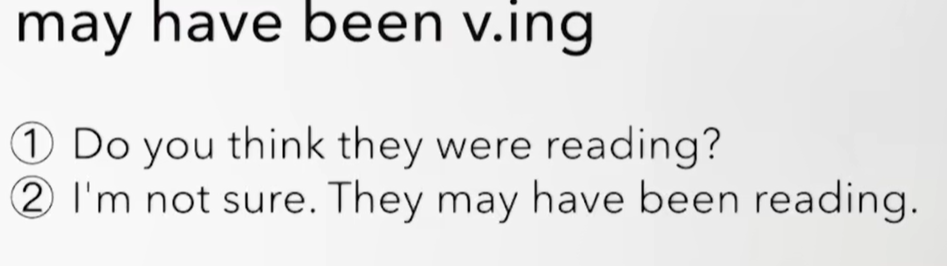 may have been v.ing
① Do you think they were reading?
② I'm not sure. They may have been reading.